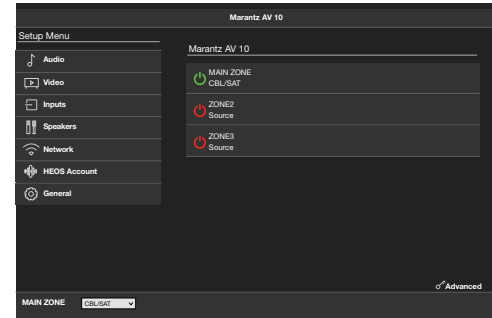 Marantz AV 10
Setup Menu
Audio
Video
Inputs
Speakers
Network
HEOS Account
General
Marantz AV 10
MAIN ZONE
CBL/SAT
ZONE2
Source
ZONE3
Source
Advanced
MAIN ZONE CBL/SAT